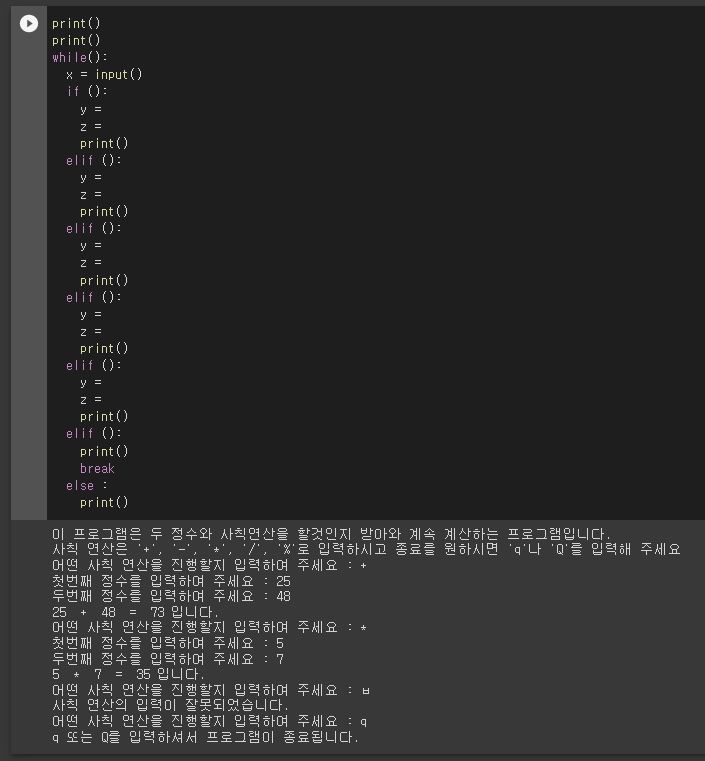 print()
print()
while():
  x = input()
  if ():
    y =
    z =
    print()
  elif ():
    y =
    z =
    print()
  elif ():
    y =
    z =
    print()
  elif ():
    y =
    z =
    print()
  elif ():
    y =
    z =
    print()
  elif ():
    print()
    break
  else :
    print()
이 프로그램은 두 정수와 사칙연산을 할것인지 받아와 계속 계산하는 프로그램입니다.
사칙 연산은 '+', '-', '*', '/', '%'로 입력하시고 종료를 원하시면 'q'나 'Q'를 입력해 주세요
어떤 사칙 연산을 진행할지 입력하여 주세요 : +
첫번째 정수를 입력하여 주세요 : 25
두번째 정수를 입력하여 주세요 : 48
25 + 48 = 73입니다.
어떤 사칙 연산을 진행할지 입력하여 주세요 : *
첫번째 정수를 입력하여 주세요 : 5
두번째 정수를 입력하여 주세요 : 7
5 * 7 = 35입니다.
어떤 사칙 연산을 진행할지 입력하여 주세요 : ㅂ
사칙 연산의 입력이 잘못되었습니다.
어떤 사칙 연산을 진행할지 입력하여 주세요 : q
q 또는 Q를 입력하셔서 프로그램이 종료됩니다.